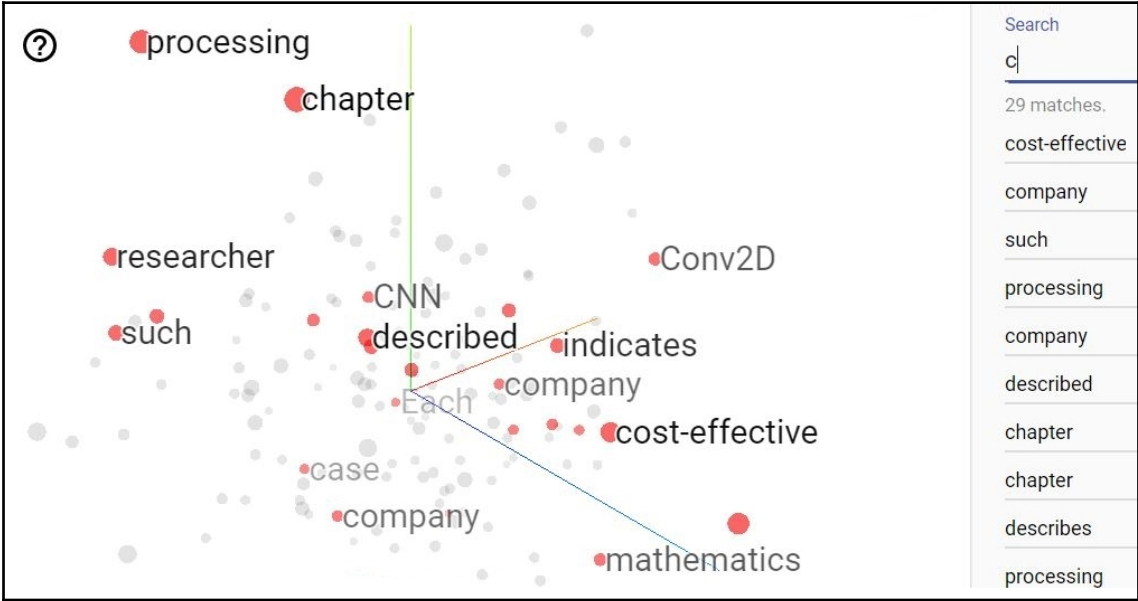 ?
processing
chapter
researcher
Conv2D
CNN
such
described
indicates
company
Each
cost-effective
case
company
mathematics
Search
c
29 matches.
cost-effective
company
such
processing
company
described
chapter
chapter
describes
processing